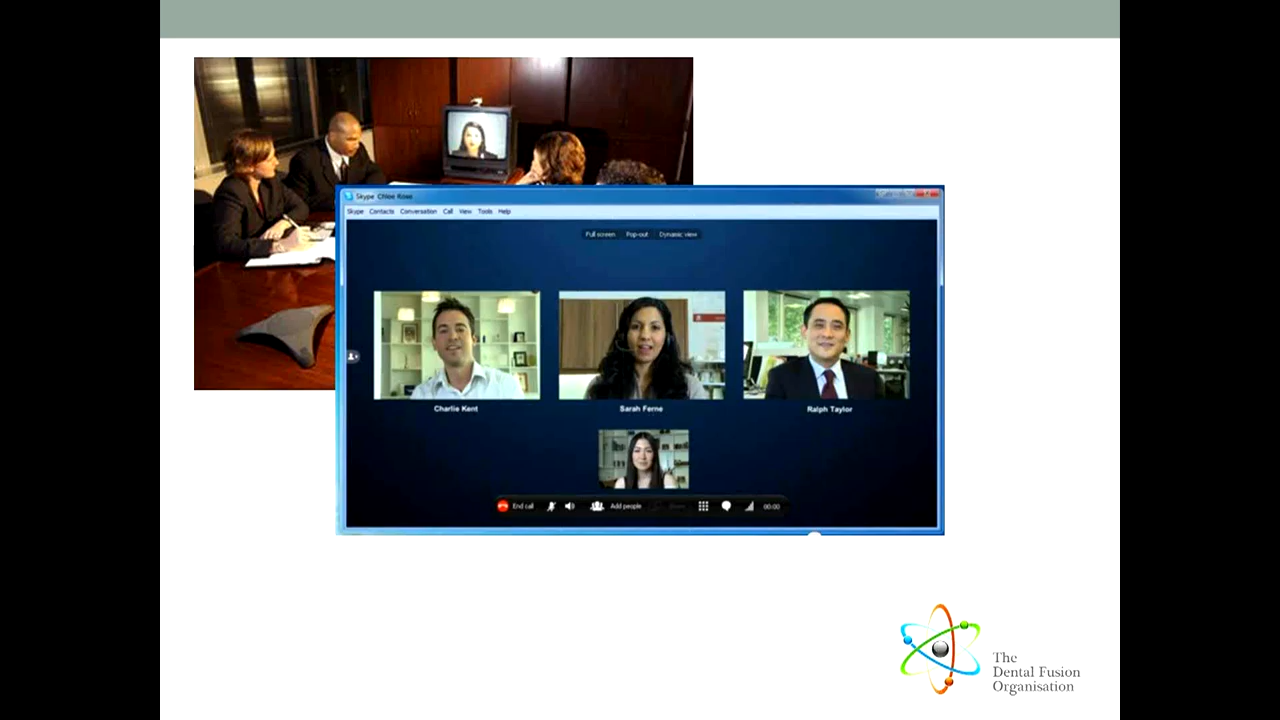 Skype Chloe Rowe
Skype Contacts Conversation Call View Tools Help
Full screen Pop-out Dynamic view
Charlie Kent Sarah Ferne Ralph Taylor
End call Add people 00:00
The
Dental Fusion
Organisation